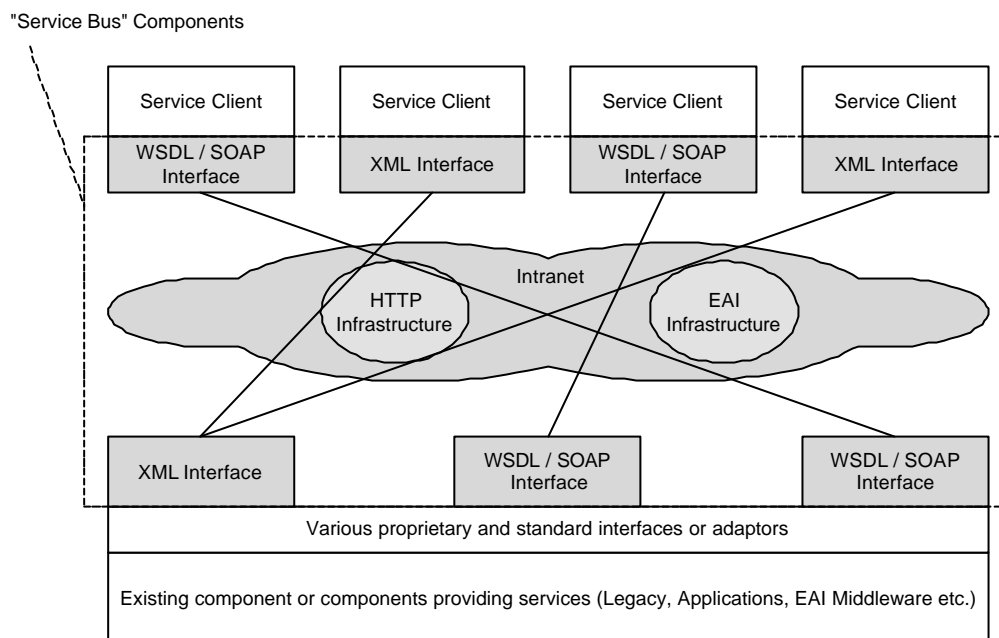 "Service Bus" Components
Service Client
Service Client
Service Client
Service Client
WSDL / SOAP
Interface
XML Interface
WSDL / SOAP
Interface
XML Interface
Intranet
HTTP
Infrastructure
EAI
Infrastructure
XML Interface
WSDL / SOAP
Interface
WSDL / SOAP
Interface
Various proprietary and standard interfaces or adaptors
Existing component or components providing services (Legacy, Applications, EAI Middleware etc.)